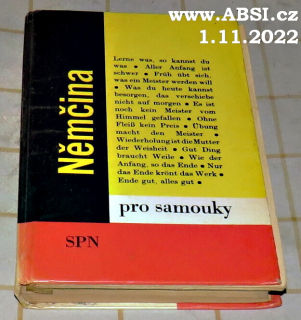 www.ABSI.cz
1.11.2022
Němčina
Lerne was, so kannst du
was • Aller Anfang ist
schwer • Früh übt sich,
was ein Meister werden will
• Was du heute kannst
besorgen, das verschiebe
nicht auf morgen • Es ist
noch kein Meister vom
Himmel gefallen • Ohne
Fleiß kein Preis • Übung
macht den Meister •
Wiederholung ist die Mutter
der Weisheit • Gut Ding
braucht Weile • Wie der
Anfang, so das Ende • Nur
das Ende krönt das Werk •
Ende gut, alles gut •
pro samouky
SPN